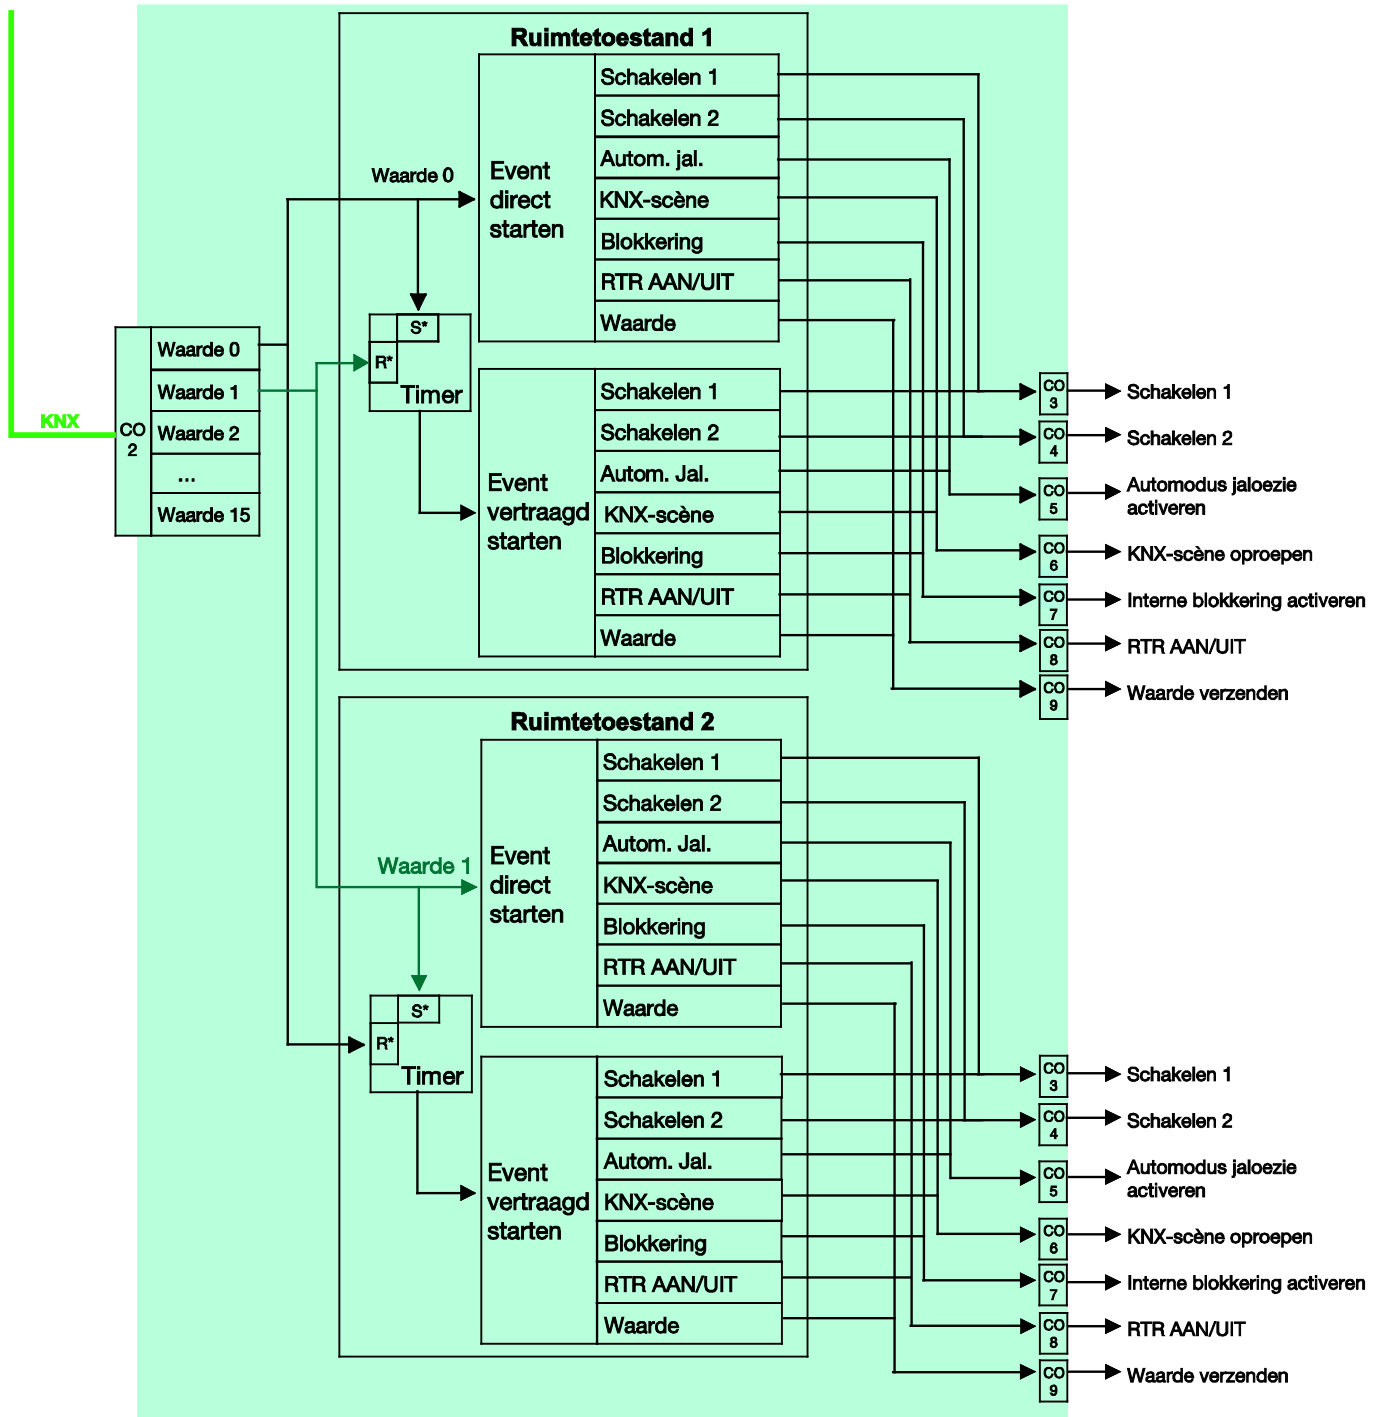 KNX
CO
2
Waarde 0
Waarde 1
Waarde 2
...
Waarde 15
Ruimtetoestand 1
Waarde 0
Event
direct
starten
Schakelen 1
Schakelen 2
Autom. jal.
KNX-scène
Blokkering
RTR AAN/UIT
Waarde
S*
R*
Timer
Event
vertraagd
starten
Schakelen 1
Schakelen 2
Autom. Jal.
KNX-scène
Blokkering
RTR AAN/UIT
Waarde
CO
3
Schakelen 1
CO
4
Schakelen 2
CO
5
Automodus jaloezie
activeren
CO
6
KNX-scène oproepen
CO
7
Interne blokkering activeren
CO
8
RTR AAN/UIT
CO
9
Waarde verzenden
Ruimtetoestand 2
Waarde 1
Event
direct
starten
Schakelen 1
Schakelen 2
Autom. Jal.
KNX-scène
Blokkering
RTR AAN/UIT
Waarde
S*
R*
Timer
Event
vertraagd
starten
Schakelen 1
Schakelen 2
Autom. Jal.
KNX-scène
Blokkering
RTR AAN/UIT
Waarde
CO
3
Schakelen 1
CO
4
Schakelen 2
CO
5
Automodus jaloezie
activeren
CO
6
KNX-scène oproepen
CO
7
Interne blokkering activeren
CO
8
RTR AAN/UIT
CO
9
Waarde verzenden